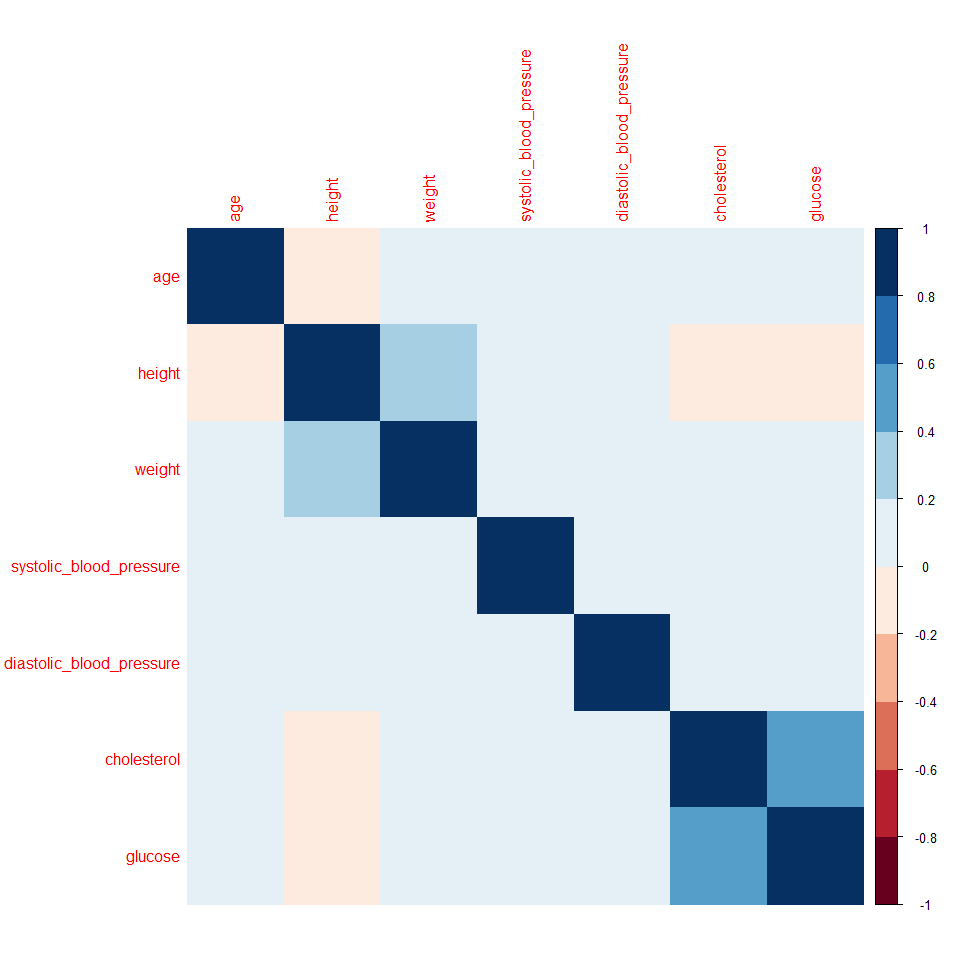 age
height
weight
systolic_blood_pressure
diastolic_blood_pressure
cholesterol
glucose
age
height
weight
systolic_blood_pressure
diastolic_blood_pressure
cholesterol
glucose
1
0.8
0.6
0.4
0.2
0
-0.2
-0.4
-0.6
-0.8
-1